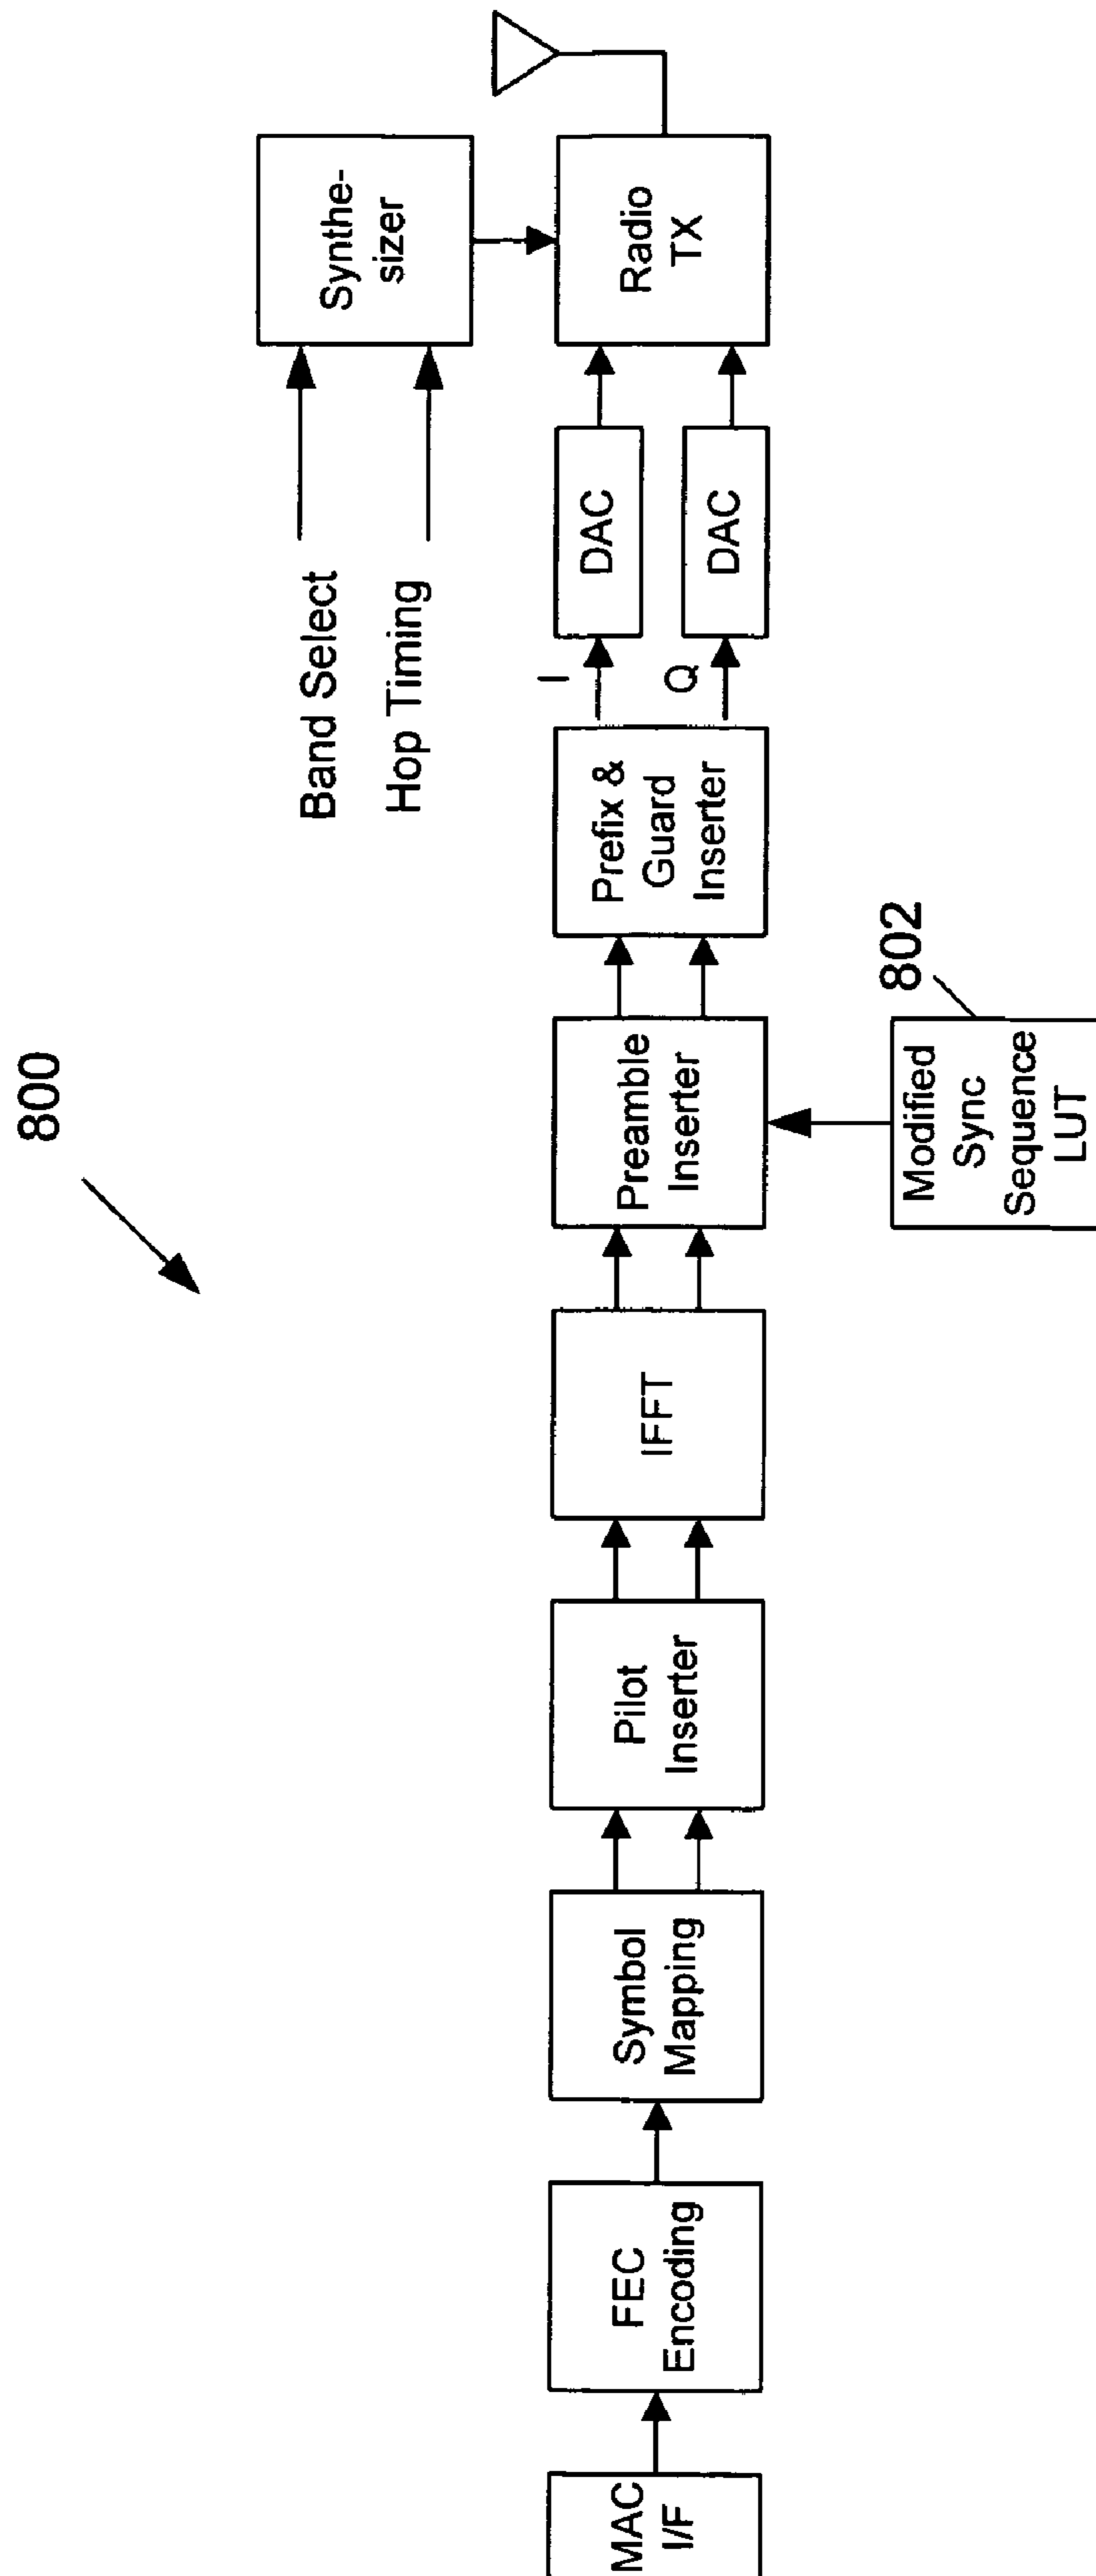 800
MAC
I/F
FEC
Encoding
Symbol
Mapping
Pilot
Inserter
IFFT
Preamble
Inserter
802
Modified
Sync
Sequence
LUT
Prefix &
Guard
Inserter
I
Q
DAC
DAC
Band Select
Hop Timing
Synthe-
sizer
Radio
TX